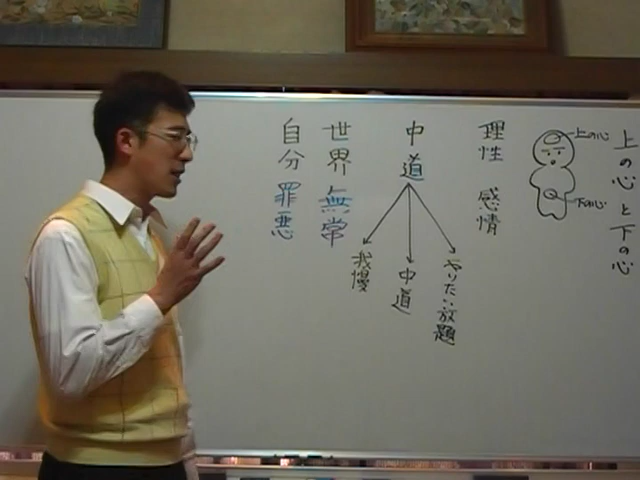 上の心と下の心
上の心
下の心
理性 感情
中道
やりたい放題
中道
我慢
世界 無常
自分 罪悪